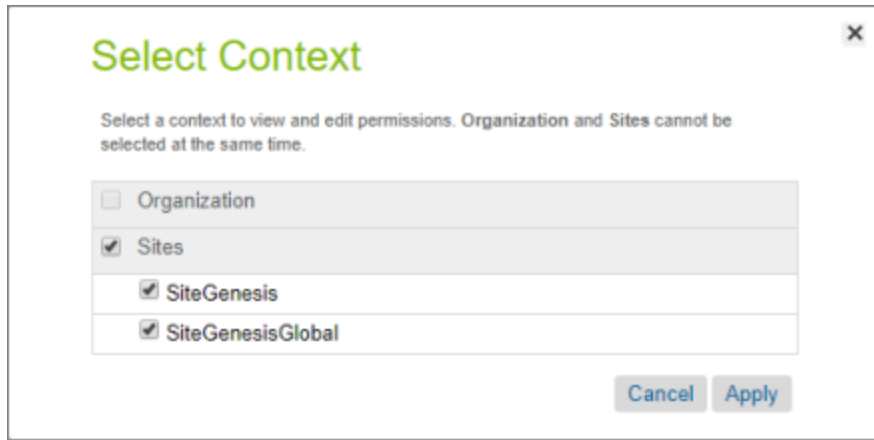 Select Context
Select a context to view and edit permissions. Organization and Sites cannot be
selected at the same time.
Organization
Sites
SiteGenesis
SiteGenesisGlobal
Cancel Apply